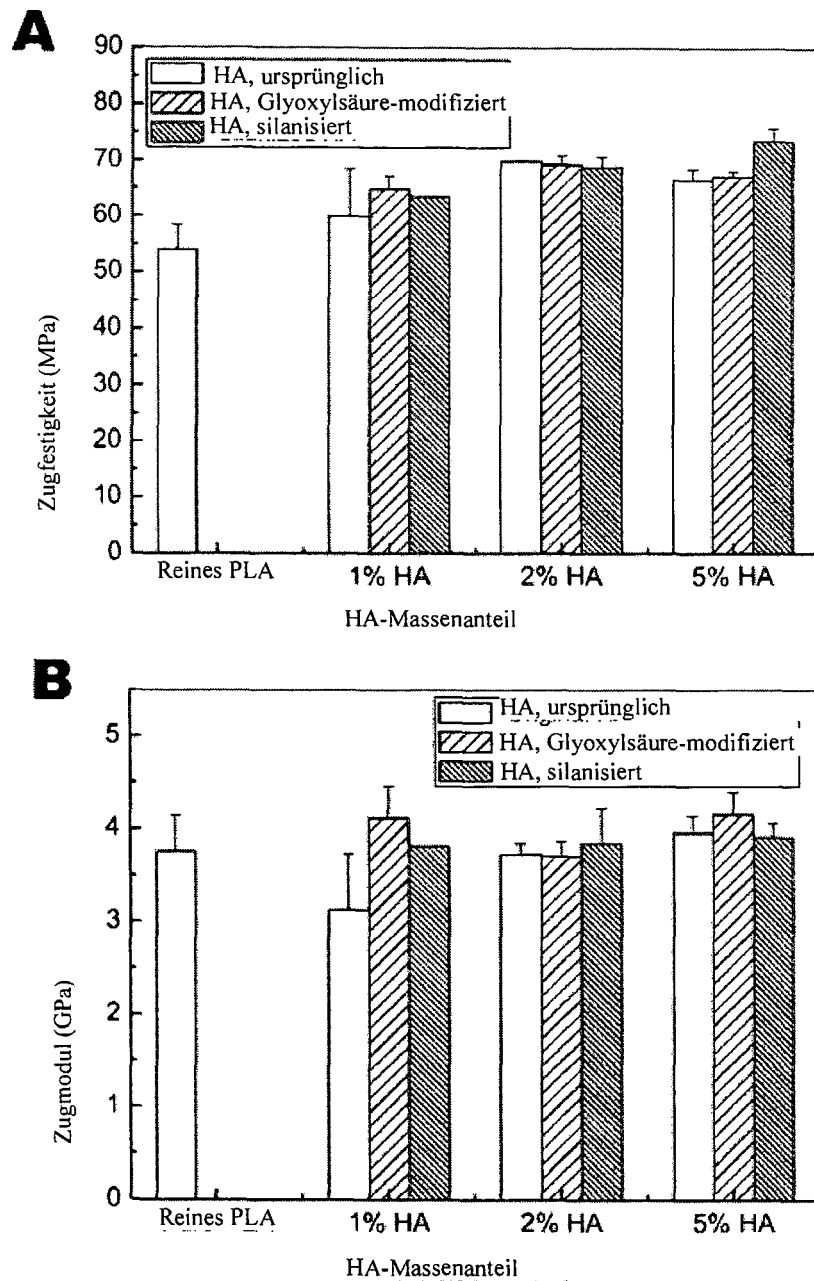 A
90
80
70
60
50
40
30
20
10
0
Zugfestigkeit (MPa)
HA, ursprünglich
HA, Glyoxylsäure-modifiziert
HA, silanisiert
Reines PLA
1% HA
2% HA
5% HA
HA-Massenanteil
B
5
4
3
2
1
0
Zugmodul (GPa)
HA, ursprünglich
HA, Glyoxylsäure-modifiziert
HA, silanisiert
Reines PLA
1% HA
2% HA
5% HA
HA-Massenanteil